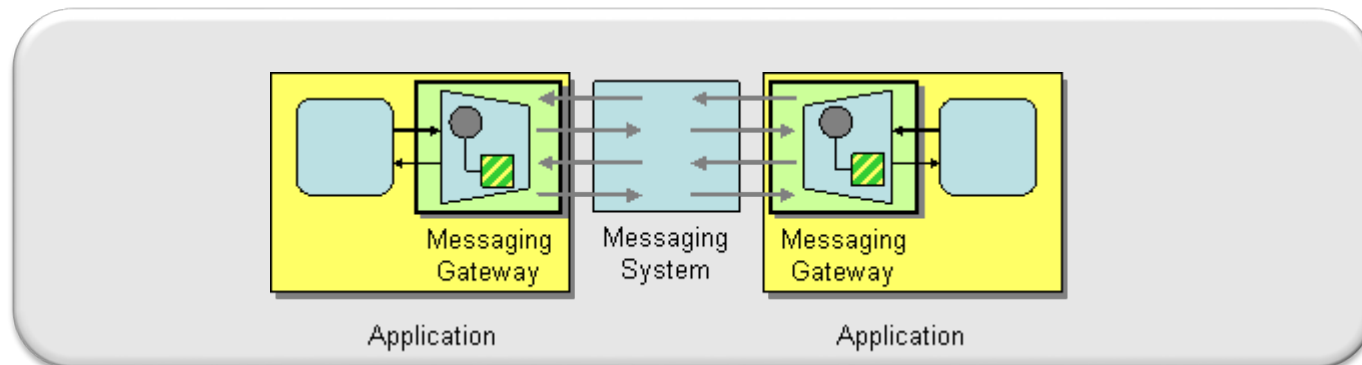 Messaging
Gateway
Messaging
System
Messaging
Gateway
Application
Application